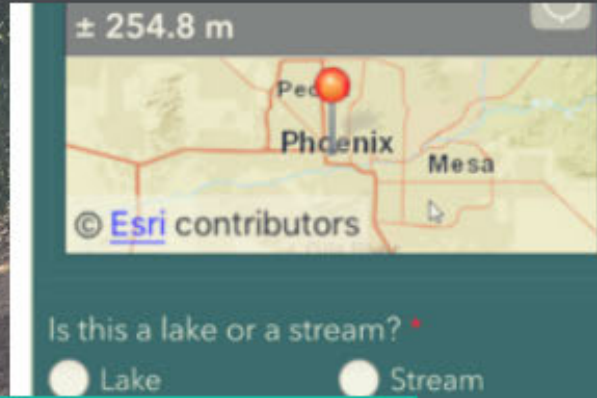 ± 254.8 m
Phoenix
Mesa
© Esri contributors
Is this a lake or a stream? *
Lake
Stream